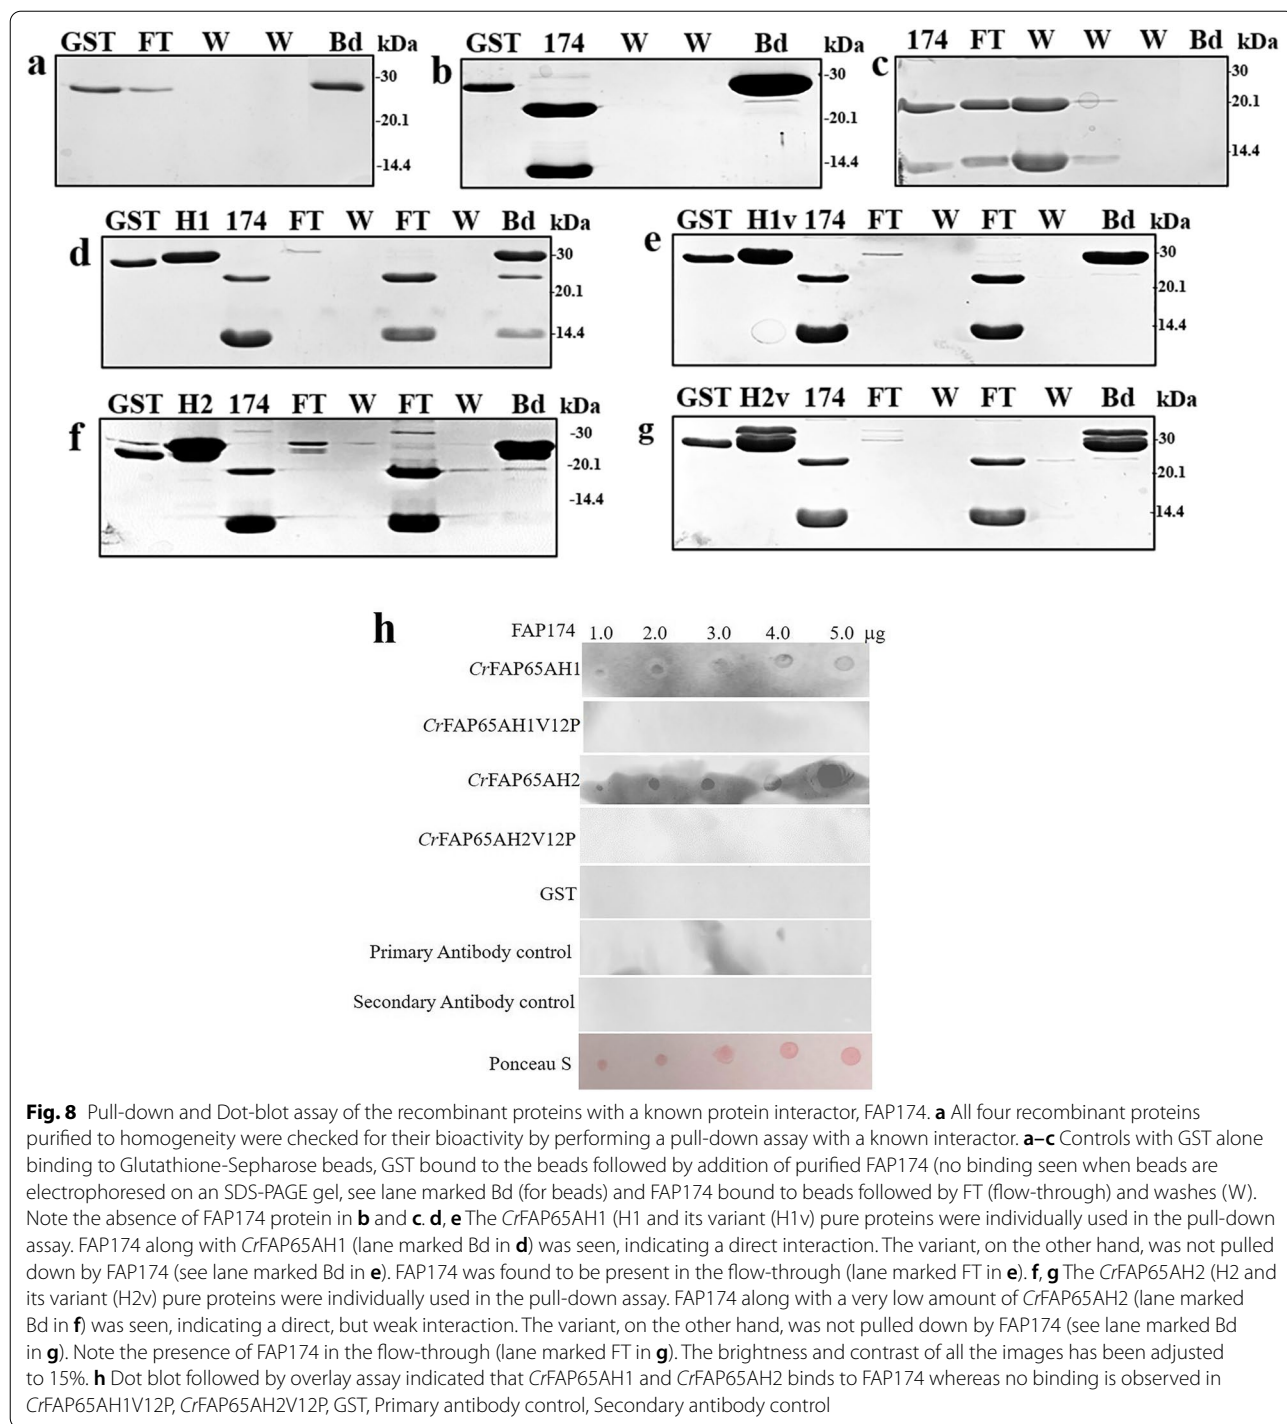 GST FT W W Bd kDa
a
-30
-20.1
-14.4
GST 174 W W Bd kDa
b
-30
-20.1
-14.4
174 FT W W W Bd kDa
c
-30
-20.1
-14.4
GST H1 174 FT W FT W Bd kDa
d
-30
-20.1
-14.4
GST H1v 174 FT W FT W Bd kDa
e
-30
20.1
-14.4
GST H2 174 FT W FT W Bd kDa
f
-30
-20.1
-14.4
GST H2v 174 FT W FT W Bd kDa
g
-30
-20.1
-14.4
h
FAP174 1.0 2.0 3.0 4.0 5.0 µg
CrFAP65AH1
CrFAP65AH1V12P
CrFAP65AH2
CrFAP65AH2V12P
GST
Primary Antibody control
Secondary Antibody control
Ponceau S
Fig. 8 Pull-down and Dot-blot assay of the recombinant proteins with a known protein interactor, FAP174. a All four recombinant proteins
purified to homogeneity were checked for their bioactivity by performing a pull-down assay with a known interactor. a–c Controls with GST alone
binding to Glutathione-Sepharose beads, GST bound to the beads followed by addition of purified FAP174 (no binding seen when beads are
electrophoresed on an SDS-PAGE gel, see lane marked Bd (for beads) and FAP174 bound to beads followed by FT (flow-through) and washes (W).
Note the absence of FAP174 protein in b and c. d, e The CrFAP65AH1 (H1 and its variant (H1v) pure proteins were individually used in the pull-down
assay. FAP174 along with CrFAP65AH1 (lane marked Bd in d) was seen, indicating a direct interaction. The variant, on the other hand, was not pulled
down by FAP174 (see lane marked Bd in e). FAP174 was found to be present in the flow-through (lane marked FT in e). f, g The CrFAP65AH2 (H2 and
its variant (H2v) pure proteins were individually used in the pull-down assay. FAP174 along with a very low amount of CrFAP65AH2 (lane marked
Bd in f) was seen, indicating a direct, but weak interaction. The variant, on the other hand, was not pulled down by FAP174 (see lane marked Bd
in g). Note the presence of FAP174 in the flow-through (lane marked FT in g). The brightness and contrast of all the images has been adjusted
to 15%. h Dot blot followed by overlay assay indicated that CrFAP65AH1 and CrFAP65AH2 binds to FAP174 whereas no binding is observed in
CrFAP65AH1V12P, CrFAP65AH2V12P, GST, Primary antibody control, Secondary antibody control